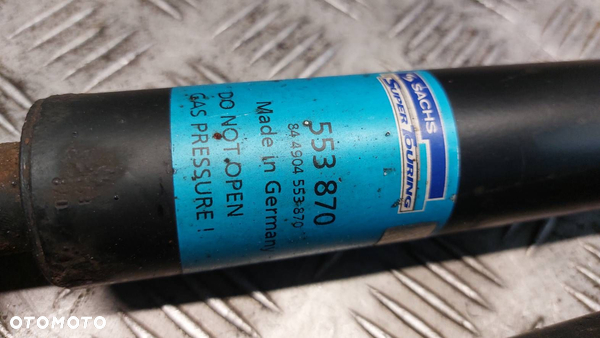 SACHS
SUPER TOURING
553 870
84 4904 553 870
Made in Germany
DO NOT OPEN
GAS PRESSURE !
OTOMOTO